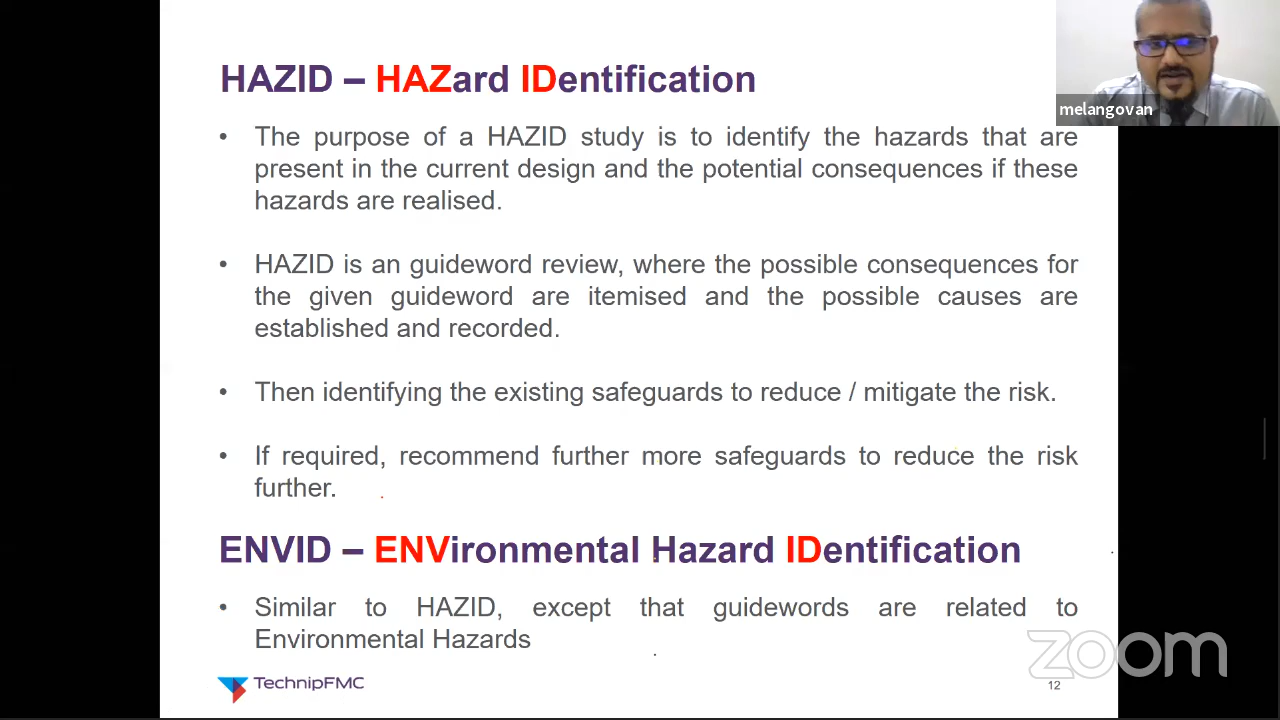 HAZID – HAZard IDentification
melangovan
• The purpose of a HAZID study is to identify the hazards that are
present in the current design and the potential consequences if these
hazards are realised.
• HAZID is an guideword review, where the possible consequences for
the given guideword are itemised and the possible causes are
established and recorded.
• Then identifying the existing safeguards to reduce / mitigate the risk.
• If required, recommend further more safeguards to reduce the risk
further.
ENVID – ENVironmental Hazard IDentification
• Similar to HAZID, except that guidewords are related to
Environmental Hazards
zoom
TechnipFMC
12